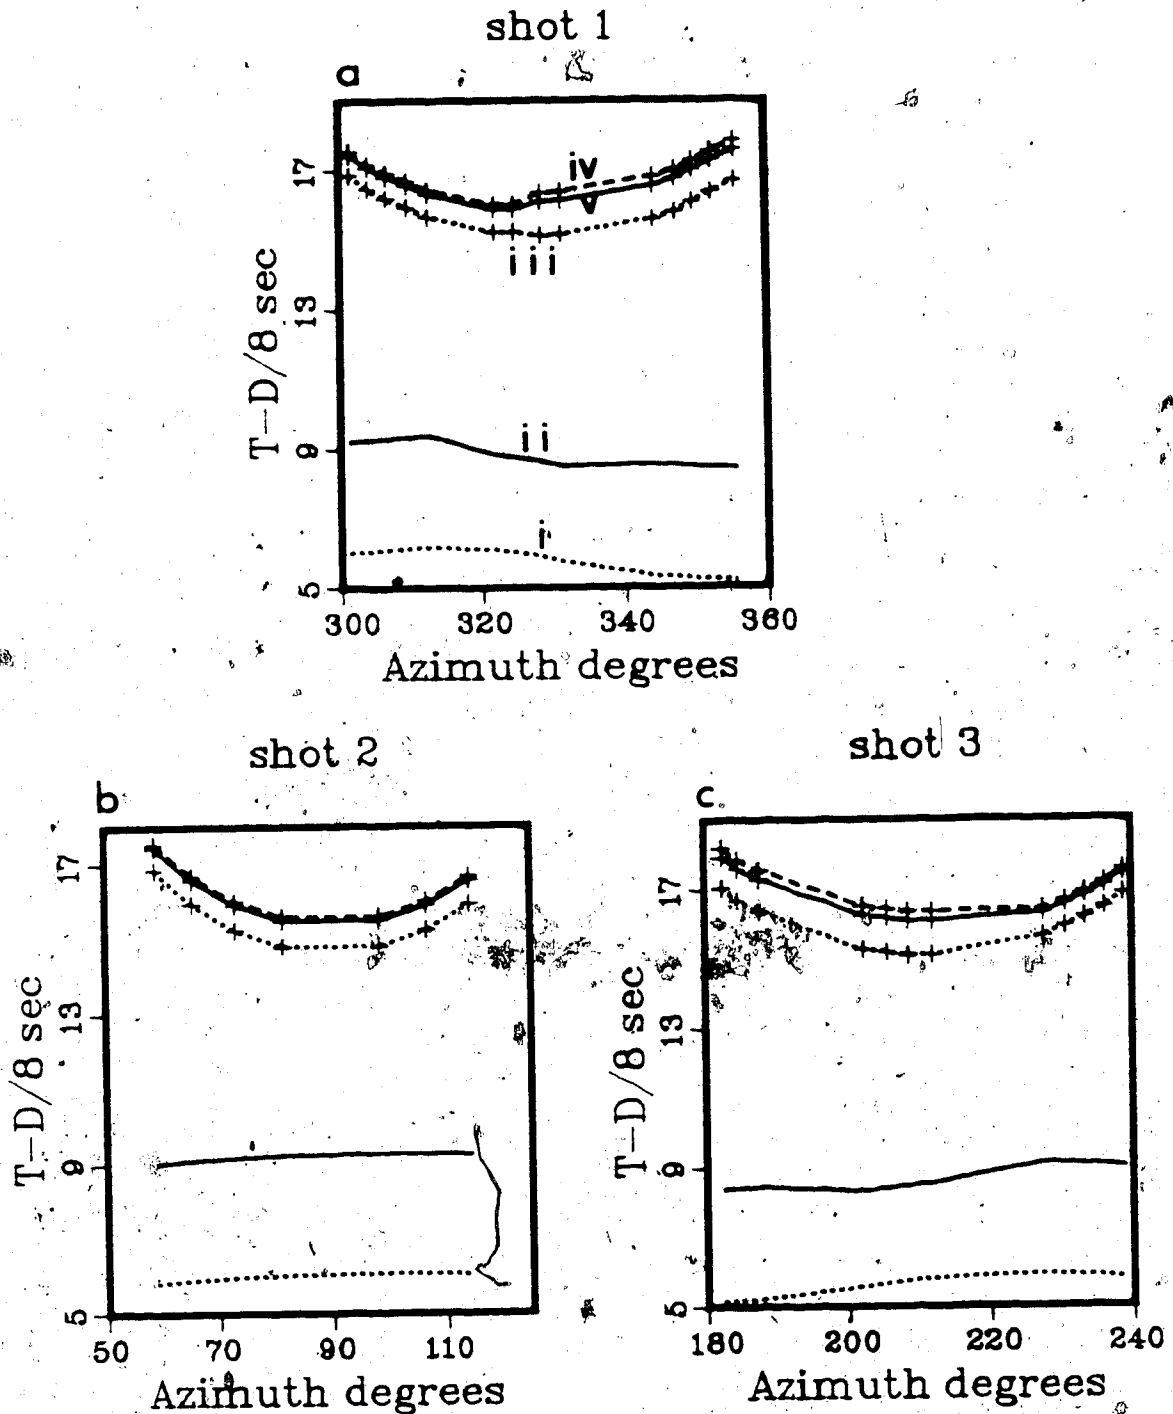 shot 1
a
17
13
9
5
T-D/8 sec
iv
v
iii
ii
i
300 320 340 360
Azimuth degrees
shot 2
b
17
13
9
5
T-D/8 sec
50 70 90 110
Azimuth degrees
shot 3
c
17
13
9
5
T-D/8 sec
180 200 220 240
Azimuth degrees